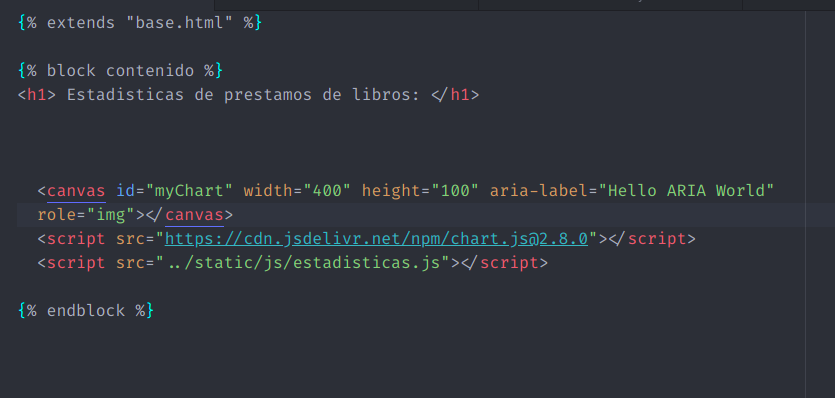 {% extends "base.html" %}
{% block contenido %}
<h1> Estadisticas de prestamos de libros: </h1>
<canvas id="myChart" width="400" height="100" aria-label="Hello ARIA World"
role="img"></canvas>
<script src="https://cdn.jsdelivr.net/npm/chart.js@2.8.0"></script>
<script src="../static/js/estadisticas.js"></script>
{% endblock %}